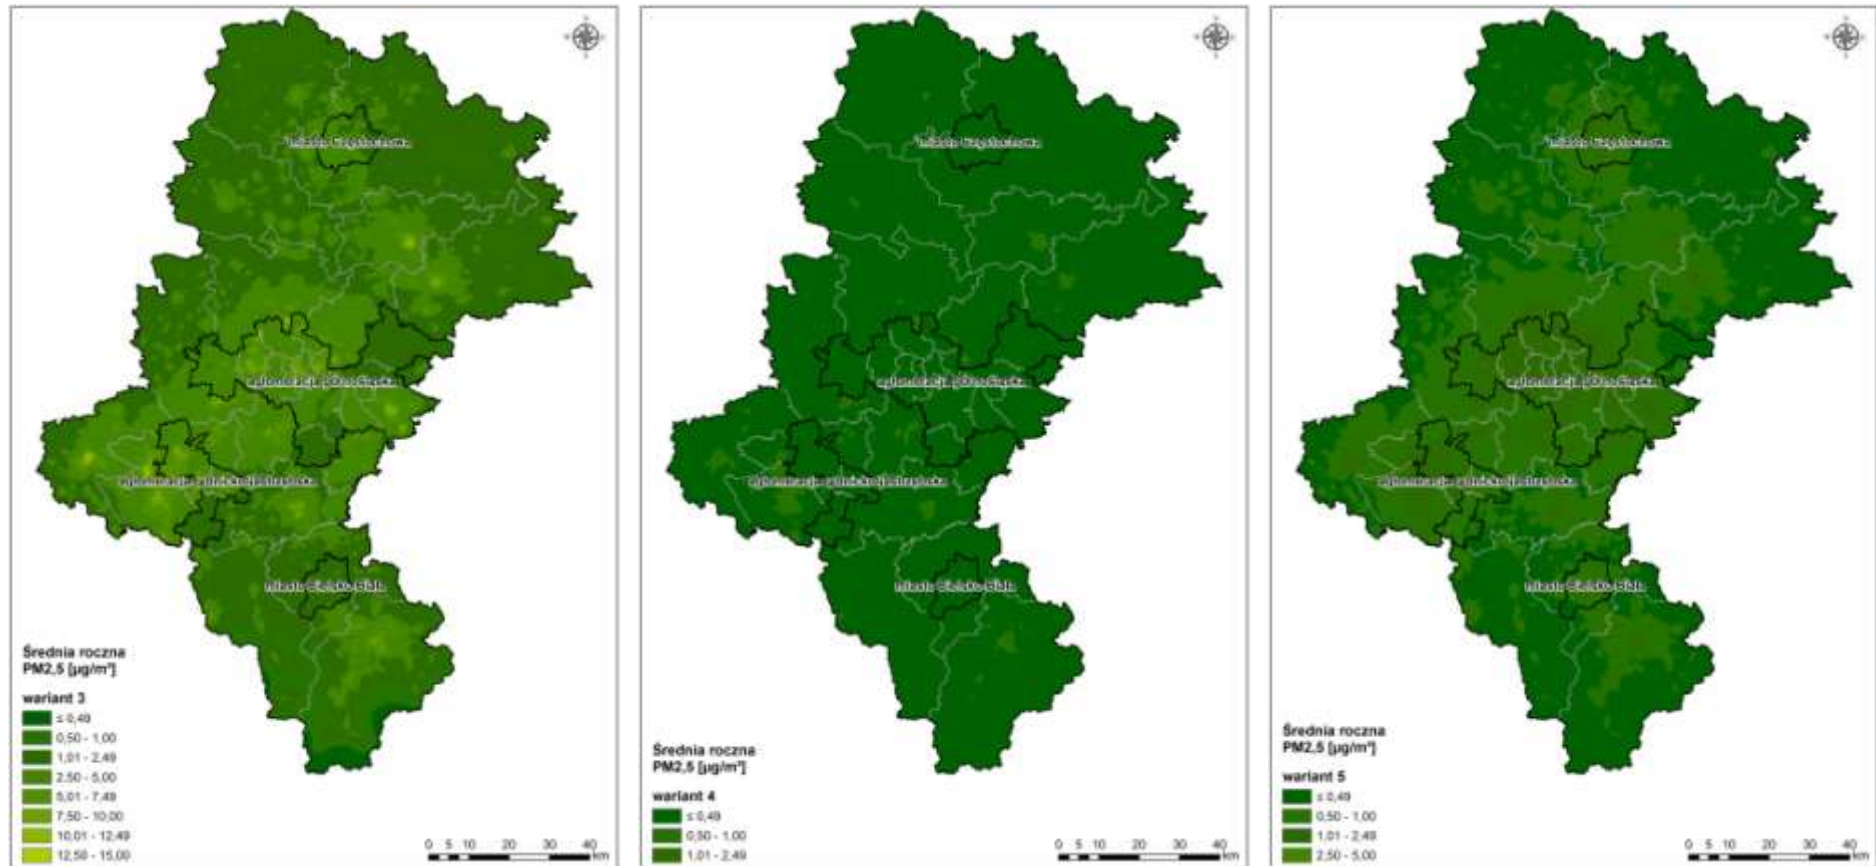 miasto Częstochowa
aglomeracja górnośląska
aglomeracja rybnicko-jastrzębska
miasto Bielsko-Biała
Średnia roczna
PM2,5 [µg/m³]
wariant 3
≤ 0,49
0,50 - 1,00
1,01 - 2,49
2,50 - 5,00
5,01 - 7,49
7,50 - 10,00
10,01 - 12,49
12,50 - 15,00
0 5 10 20 30 40
km
miasto Częstochowa
aglomeracja górnośląska
aglomeracja rybnicko-jastrzębska
miasto Bielsko-Biała
Średnia roczna
PM2,5 [µg/m³]
wariant 4
≤ 0,49
0,50 - 1,00
1,01 - 2,49
0 5 10 20 30 40
km
miasto Częstochowa
aglomeracja górnośląska
aglomeracja rybnicko-jastrzębska
miasto Bielsko-Biała
Średnia roczna
PM2,5 [µg/m³]
wariant 5
≤ 0,49
0,50 - 1,00
1,01 - 2,49
2,50 - 5,00
0 5 10 20 30 40
km